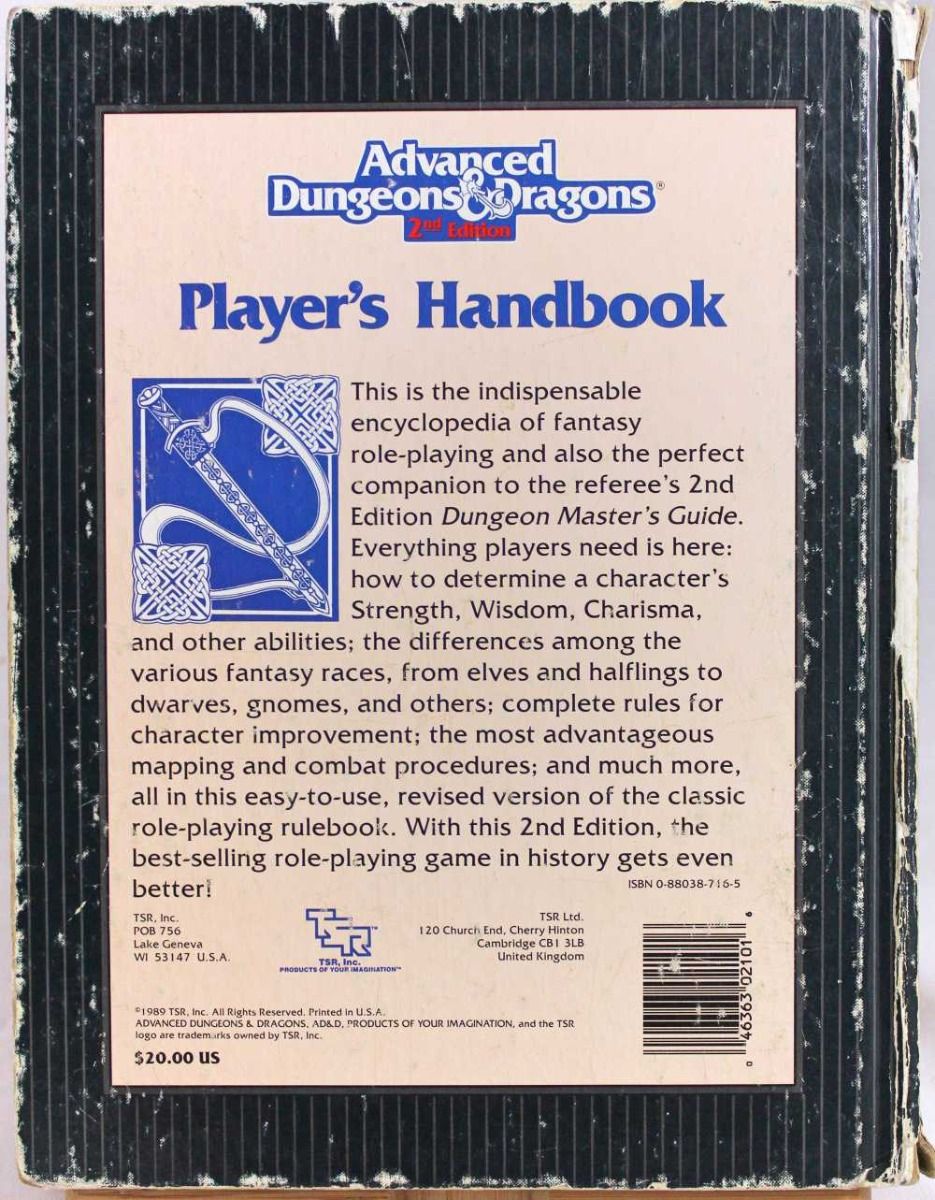 Advanced
Dungeons & Dragons®
2nd Edition
Player's Handbook
This is the indispensable
encyclopedia of fantasy
role-playing and also the perfect
companion to the referee's 2nd
Edition Dungeon Master's Guide.
Everything players need is here:
how to determine a character's
Strength, Wisdom, Charisma,
and other abilities; the differences among the
various fantasy races, from elves and halflings to
dwarves, gnomes, and others; complete rules for
character improvement; the most advantageous
mapping and combat procedures; and much more,
all in this easy-to-use, revised version of the classic
role-playing rulebook. With this 2nd Edition, the
best-selling role-playing game in history gets even
better!
ISBN 0-88038-716-5
TSR, Inc.
POB 756
Lake Geneva
WI 53147 U.S.A.
TSR™
TSR, Inc.
PRODUCTS OF YOUR IMAGINATION™
TSR Ltd.
120 Church End, Cherry Hinton
Cambridge CB1 3LB
United Kingdom
0 46363 02101 6
©1989 TSR, Inc. All Rights Reserved. Printed in U.S.A.
ADVANCED DUNGEONS & DRAGONS, AD&D, PRODUCTS OF YOUR IMAGINATION, and the TSR
logo are trademarks owned by TSR, Inc.
$20.00 US